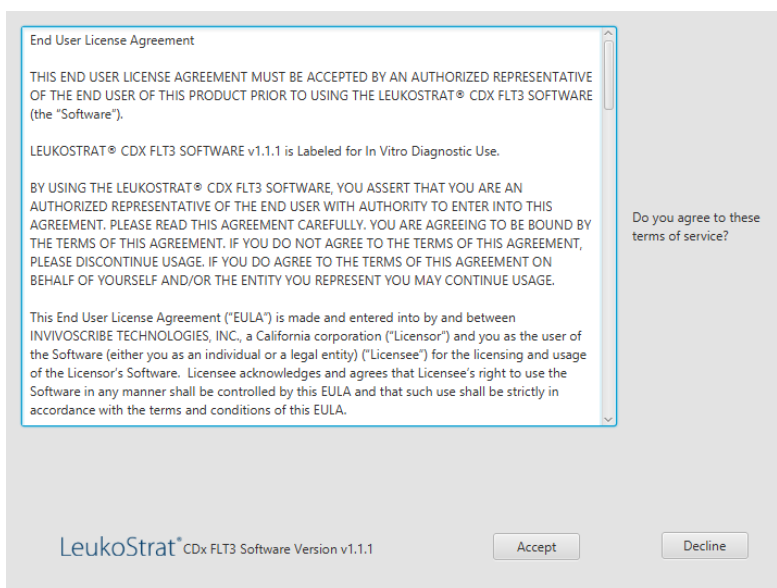 End User License Agreement
THIS END USER LICENSE AGREEMENT MUST BE ACCEPTED BY AN AUTHORIZED REPRESENTATIVE
OF THE END USER OF THIS PRODUCT PRIOR TO USING THE LEUKOSTRAT® CDX FLT3 SOFTWARE
(the "Software").
LEUKOSTRAT® CDX FLT3 SOFTWARE v1.1.1 is Labeled for In Vitro Diagnostic Use.
BY USING THE LEUKOSTRAT® CDX FLT3 SOFTWARE, YOU ASSERT THAT YOU ARE AN
AUTHORIZED REPRESENTATIVE OF THE END USER WITH AUTHORITY TO ENTER INTO THIS
AGREEMENT. PLEASE READ THIS AGREEMENT CAREFULLY. YOU ARE AGREEING TO BE BOUND BY
THE TERMS OF THIS AGREEMENT. IF YOU DO NOT AGREE TO THE TERMS OF THIS AGREEMENT,
PLEASE DISCONTINUE USAGE. IF YOU DO AGREE TO THE TERMS OF THIS AGREEMENT ON
BEHALF OF YOURSELF AND/OR THE ENTITY YOU REPRESENT YOU MAY CONTINUE USAGE.
This End User License Agreement ("EULA") is made and entered into by and between
INVIVOSCRIBE TECHNOLOGIES, INC., a California corporation ("Licensor") and you as the user of
the Software (either you as an individual or a legal entity) ("Licensee") for the licensing and usage
of the Licensor's Software.  Licensee acknowledges and agrees that Licensee's right to use the
Software in any manner shall be controlled by this EULA and that such use shall be strictly in
accordance with the terms and conditions of this EULA.
Do you agree to these
terms of service?
LeukoStrat® CDx FLT3 Software Version v1.1.1
Accept
Decline